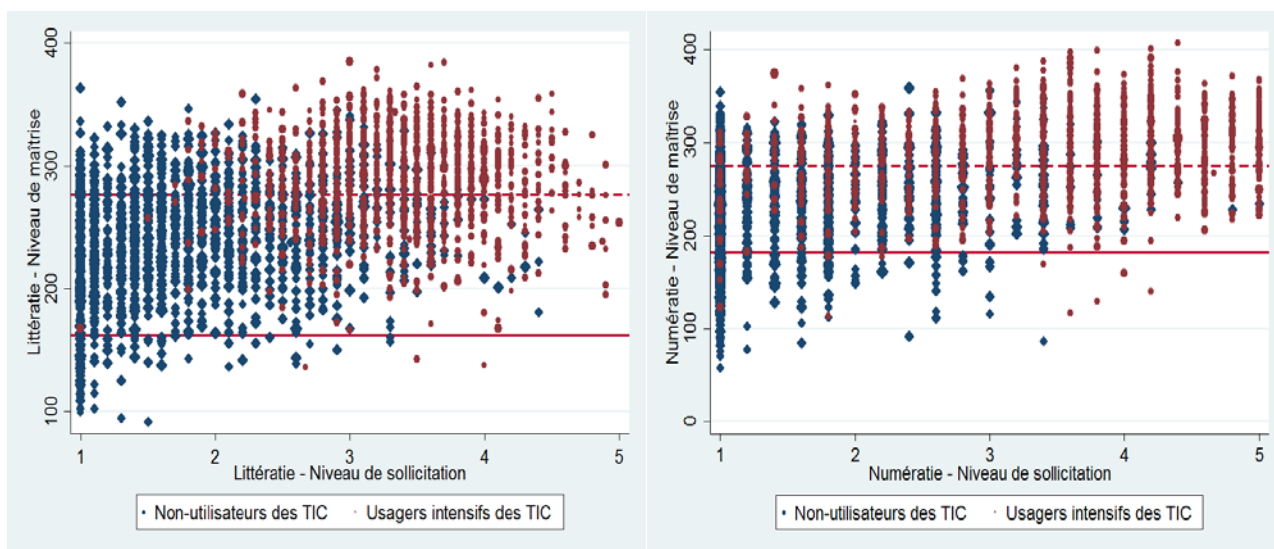 Littératie - Niveau de maîtrise
400
300
200
100
1 2 3 4 5
Littératie - Niveau de sollicitation
Non-utilisateurs des TIC Usagers intensifs des TIC
Numératie - Niveau de maîtrise
400
300
200
100
0
1 2 3 4 5
Numératie - Niveau de sollicitation
Non-utilisateurs des TIC Usagers intensifs des TIC